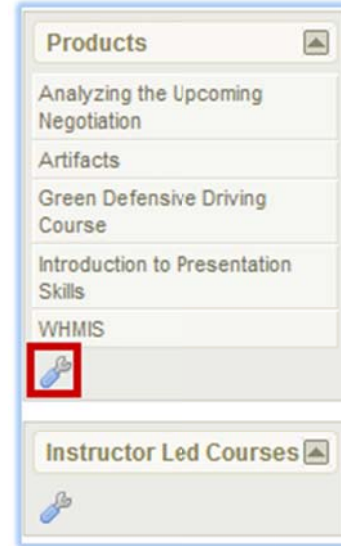 Products
Analyzing the Upcoming
Negotiation
Artifacts
Green Defensive Driving
Course
Introduction to Presentation
Skills
WHMIS
Instructor Led Courses